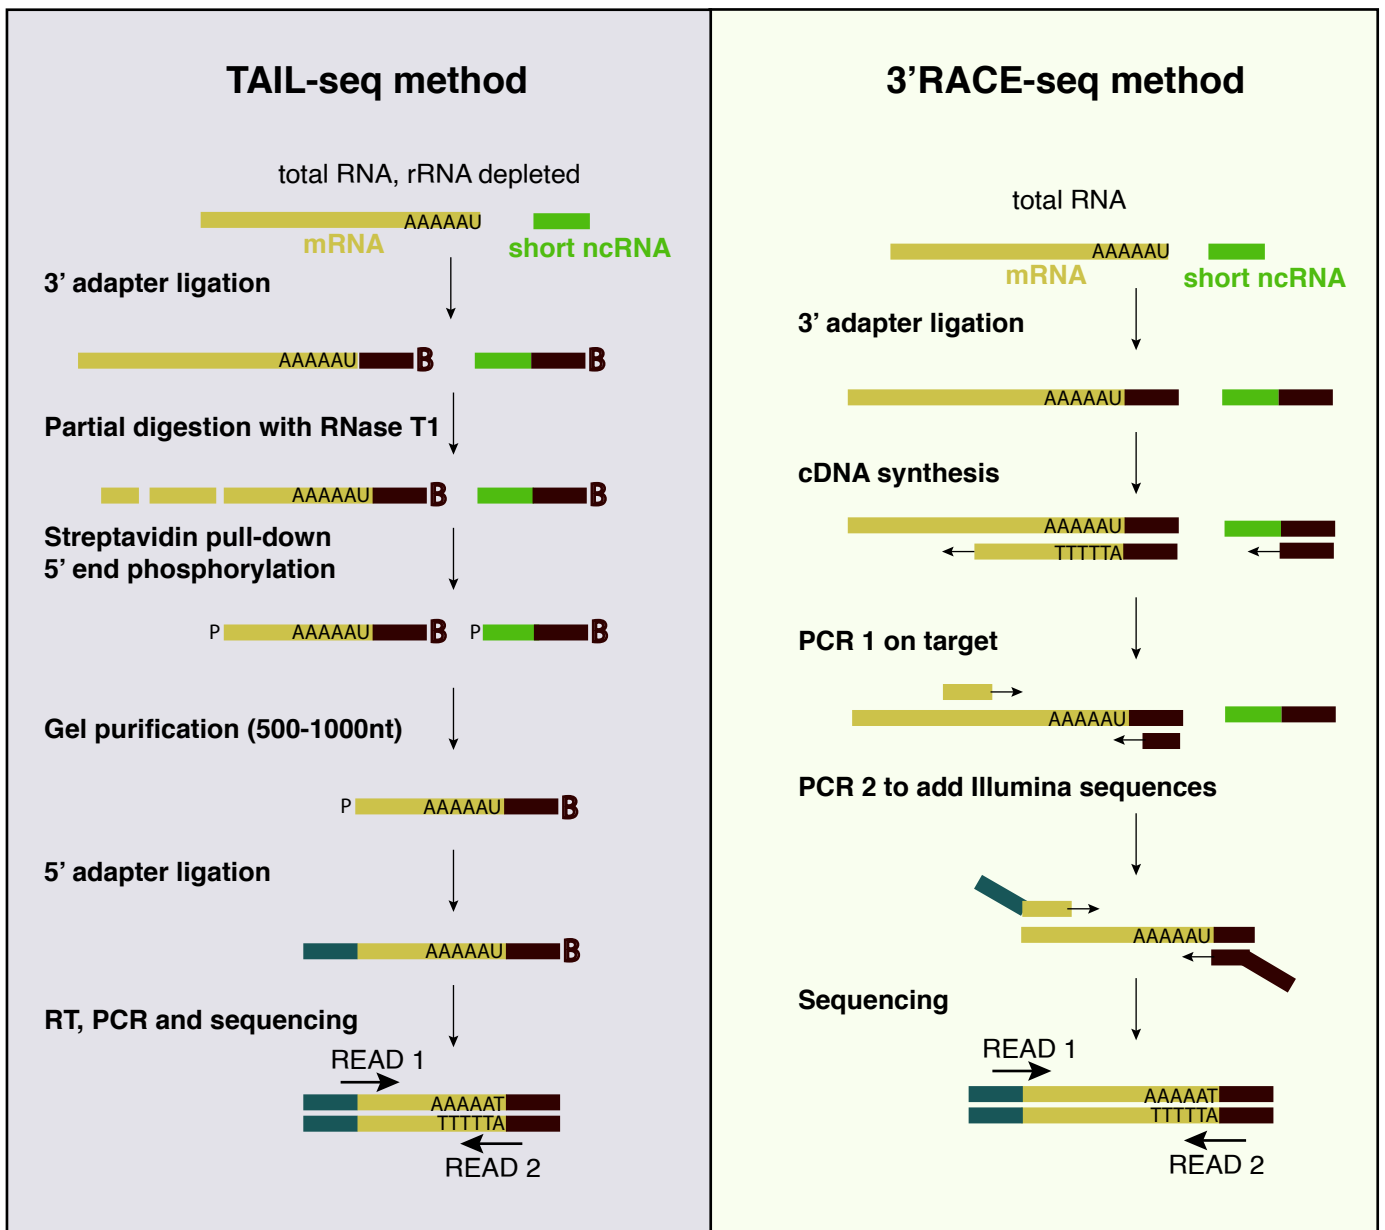 TAIL-seq method
total RNA, rRNA depleted
AAAAAU
mRNA
short ncRNA
3’ adapter ligation
AAAAAU B B
Partial digestion with RNase T1
AAAAAU B B
Streptavidin pull-down
5’ end phosphorylation
P AAAAAU B P B
Gel purification (500-1000nt)
P AAAAAU B
5’ adapter ligation
AAAAAU B
RT, PCR and sequencing
READ 1
AAAAAT
TTTTTA
READ 2
3’RACE-seq method
total RNA
AAAAAU
mRNA
short ncRNA
3’ adapter ligation
AAAAAU
cDNA synthesis
AAAAAU
TTTTTA
PCR 1 on target
AAAAAU
PCR 2 to add Illumina sequences
AAAAAU
Sequencing
READ 1
AAAAAT
TTTTTA
READ 2